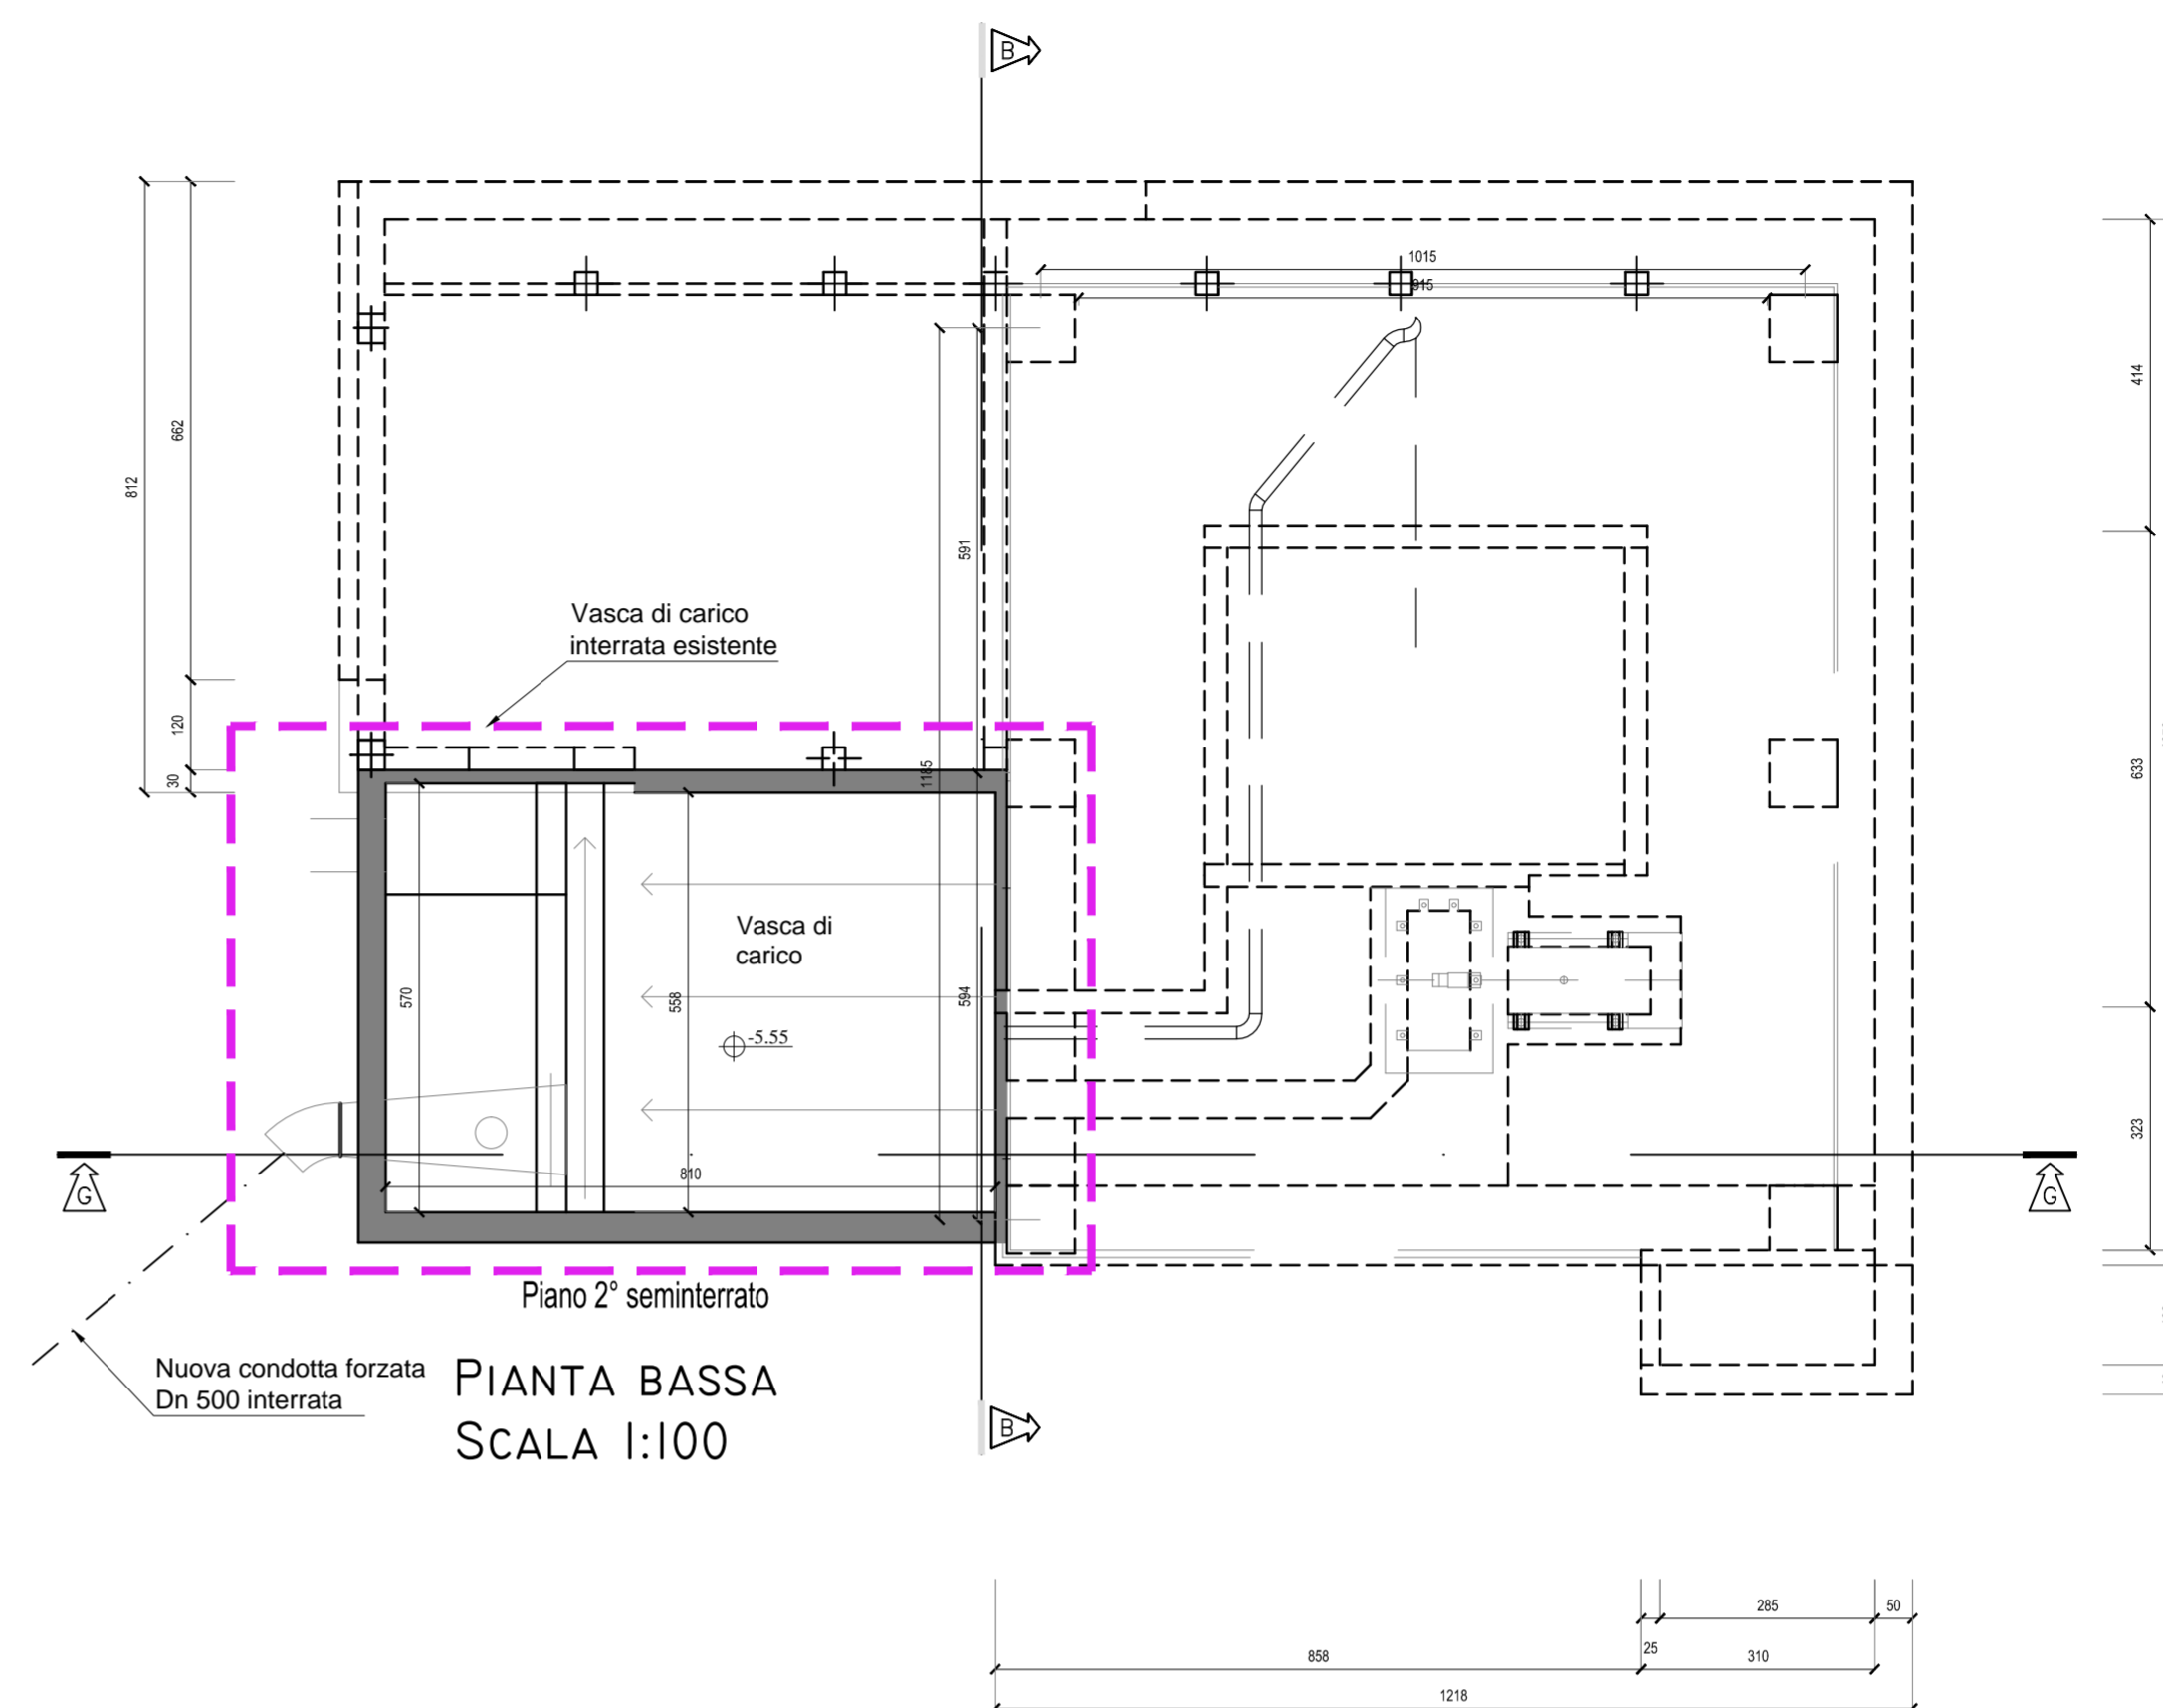 B
1015
915
414
662
812
591
Vasca di carico
interrata esistente
120
30
1185
633
Vasca di
carico
570
558
594
-5.55
323
810
G
G
Piano 2° seminterrato
Nuova condotta forzata
Dn 500 interrata
PIANTA BASSA
SCALA 1:100
B
285
50
25
858
310
1218